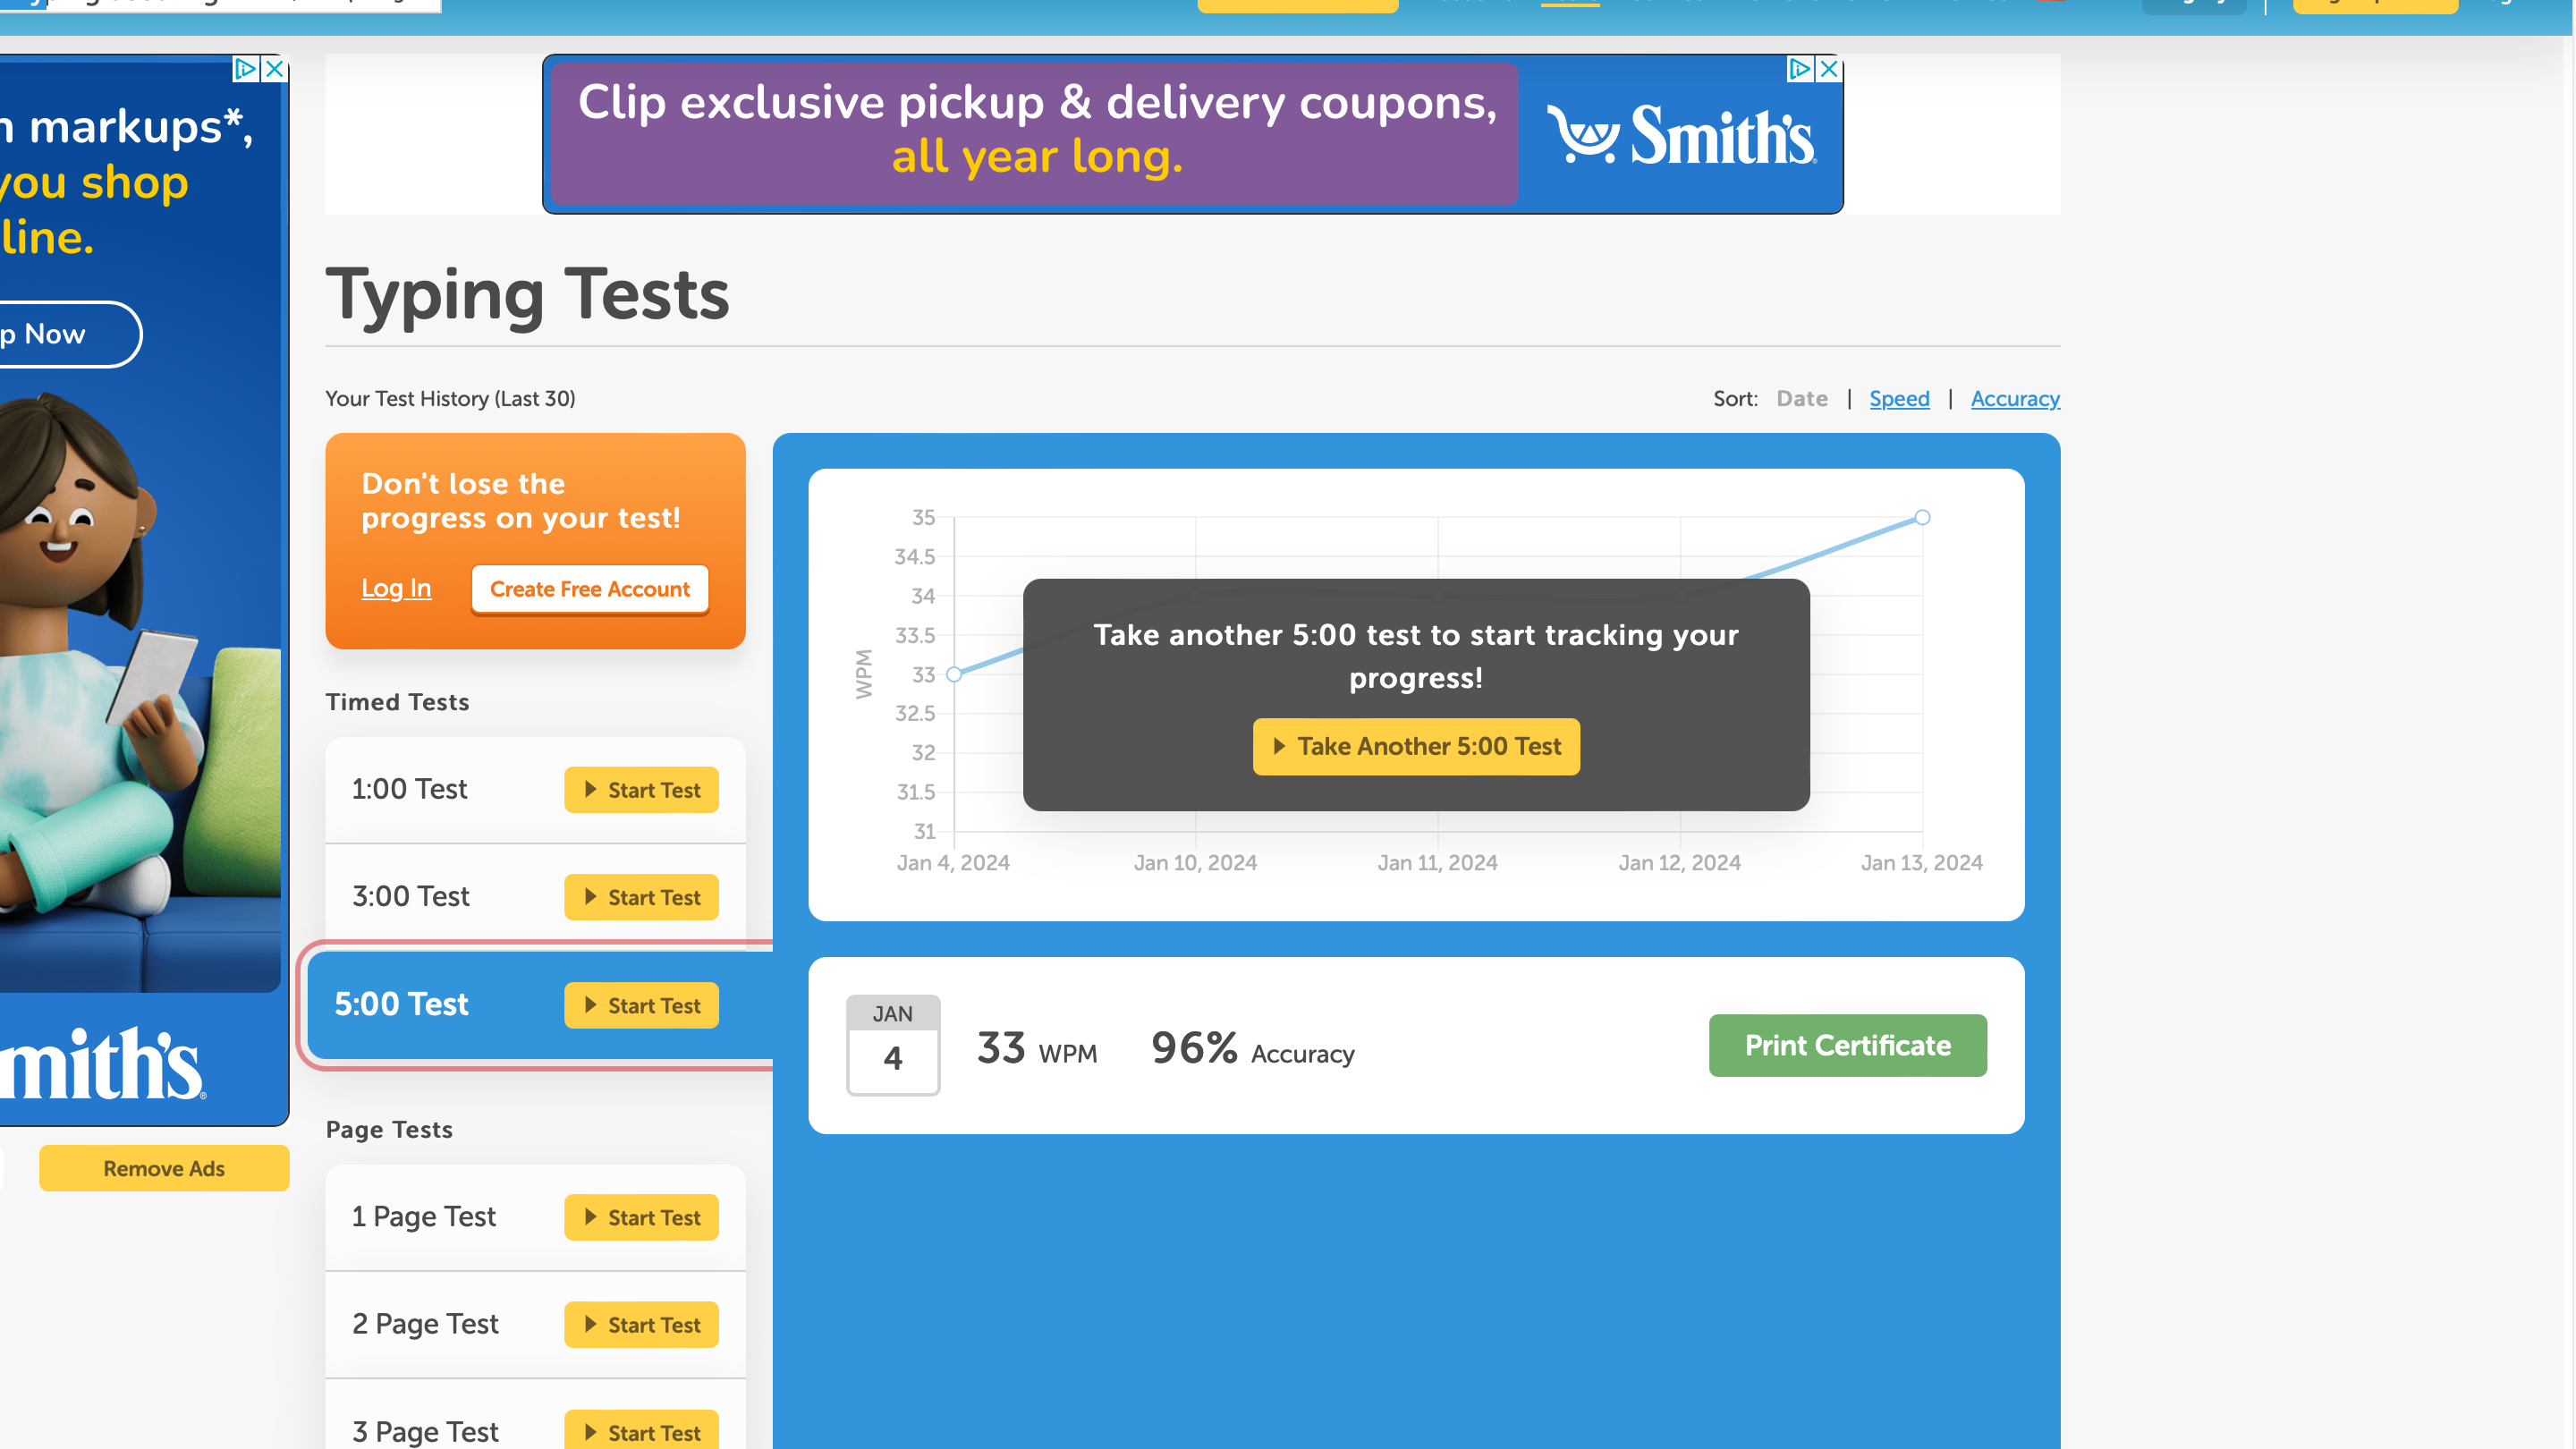 markups*,
you shop
line.
p Now
mith's
Remove Ads
Clip exclusive pickup & delivery coupons,
all year long.
Smith's
Typing Tests
Your Test History (Last 30)
Sort: Date | Speed | Accuracy
Don't lose the
progress on your test!
Log In
Create Free Account
Timed Tests
1:00 Test
Start Test
3:00 Test
Start Test
5:00 Test
Start Test
Page Tests
1 Page Test
Start Test
2 Page Test
Start Test
3 Page Test
Start Test
WPM
35
34.5
34
33.5
33
32.5
32
31.5
31
Jan 4, 2024
Jan 10, 2024
Jan 11, 2024
Jan 12, 2024
Jan 13, 2024
Take another 5:00 test to start tracking your
progress!
Take Another 5:00 Test
JAN
4
33 WPM
96% Accuracy
Print Certificate